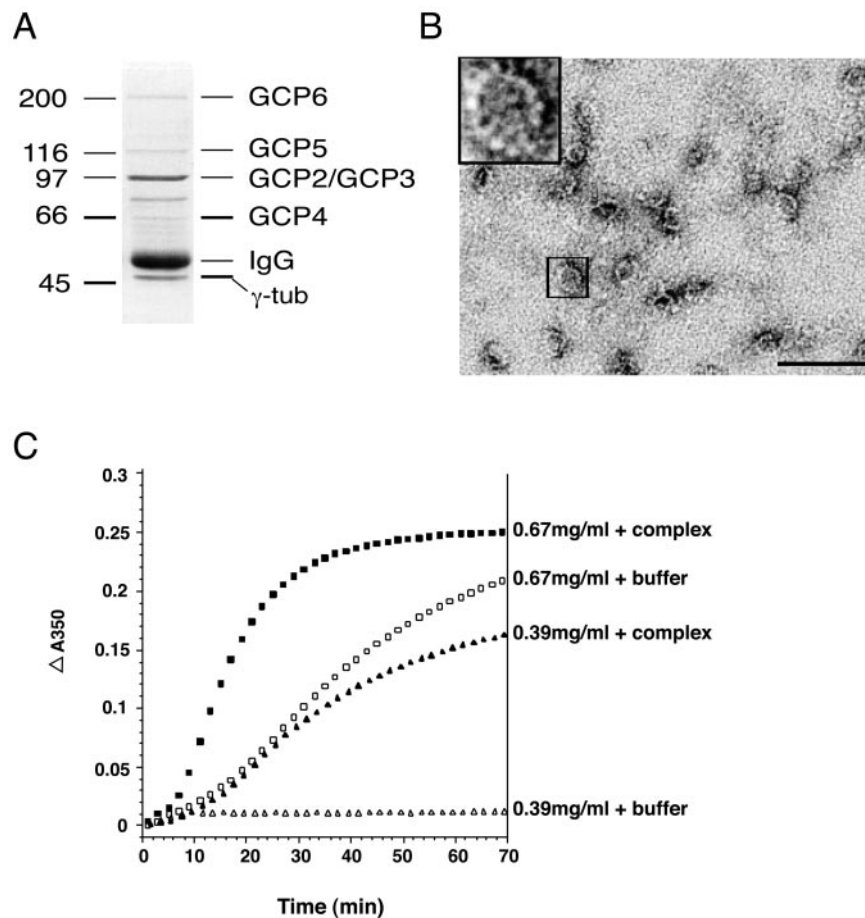 A
200
116
97
66
45
GCP6
GCP5
GCP2/GCP3
GCP4
IgG
γ-tub
B
C
0.3
0.25
0.2
0.15
0.1
0.05
0
△ A350
0 10 20 30 40 50 60 70
Time (min)
0.67mg/ml + complex
0.67mg/ml + buffer
0.39mg/ml + complex
0.39mg/ml + buffer